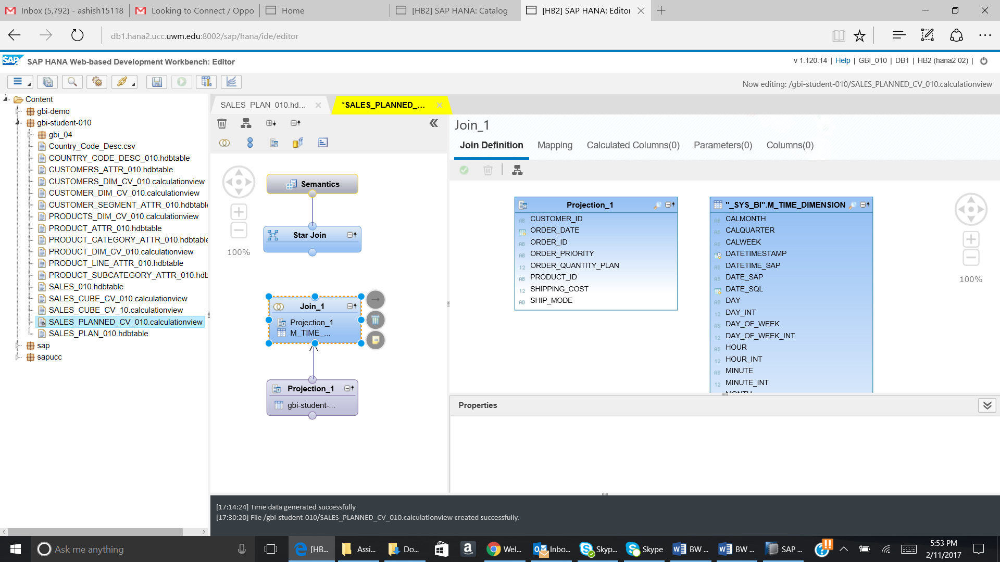 Inbox (5,792) - ashish15118
Looking to Connect / Oppo
Home
[HB2] SAP HANA: Catalog
[HB2] SAP HANA: Editor
db1.hana2.ucc.uwm.edu:8002/sap/hana/ide/editor
SAP
SAP HANA Web-based Development Workbench: Editor
v 1.120.14 | Help | GBI_010 | DB1 | HB2 (hana2 02) |
Now editing: /gbi-student-010/SALES_PLANNED_CV_010.calculationview
Content
gbi-demo
gbi-student-010
gbi_04
Country_Code_Desc.csv
COUNTRY_CODE_DESC_010.hdbtable
CUSTOMERS_ATTR_010.hdbtable
CUSTOMERS_DIM_CV_010.calculationview
CUSTOMER_DIM_CV_010.calculationview
CUSTOMER_SEGMENT_ATTR_010.hdbtable
PRODUCTS_DIM_CV_010.calculationview
PRODUCT_ATTR_010.hdbtable
PRODUCT_CATEGORY_ATTR_010.hdbtable
PRODUCT_DIM_CV_010.calculationview
PRODUCT_LINE_ATTR_010.hdbtable
PRODUCT_SUBCATEGORY_ATTR_010.hdb
SALES_010.hdbtable
SALES_CUBE_CV_010.calculationview
SALES_CUBE_CV_10.calculationview
SALES_PLANNED_CV_010.calculationview
SALES_PLAN_010.hdbtable
sap
sapucc
SALES_PLAN_010.hd...
*SALES_PLANNED_...
100%
Semantics
Star Join
Join_1
Projection_1
M_TIME_...
Projection_1
gbi-student-...
Join_1
Join Definition
Mapping
Calculated Columns(0)
Parameters(0)
Columns(0)
Projection_1
CUSTOMER_ID
ORDER_DATE
ORDER_ID
ORDER_PRIORITY
ORDER_QUANTITY_PLAN
PRODUCT_ID
SHIPPING_COST
SHIP_MODE
"_SYS_BI".M_TIME_DIMENSION
CALMONTH
CALQUARTER
CALWEEK
DATETIMESTAMP
DATETIME_SAP
DATE_SAP
DATE_SQL
DAY
DAY_INT
DAY_OF_WEEK
DAY_OF_WEEK_INT
HOUR
HOUR_INT
MINUTE
MINUTE_INT
MONTH
100%
Properties
[17:14:24] Time data generated successfully
[17:30:20] File /gbi-student-010/SALES_PLANNED_CV_010.calculationview created successfully.
Ask me anything
[HB...
Assi...
Do...
Wel...
Inbo...
Skyp...
Skype
BW ...
BW ...
SAP ...
5:53 PM
2/11/2017